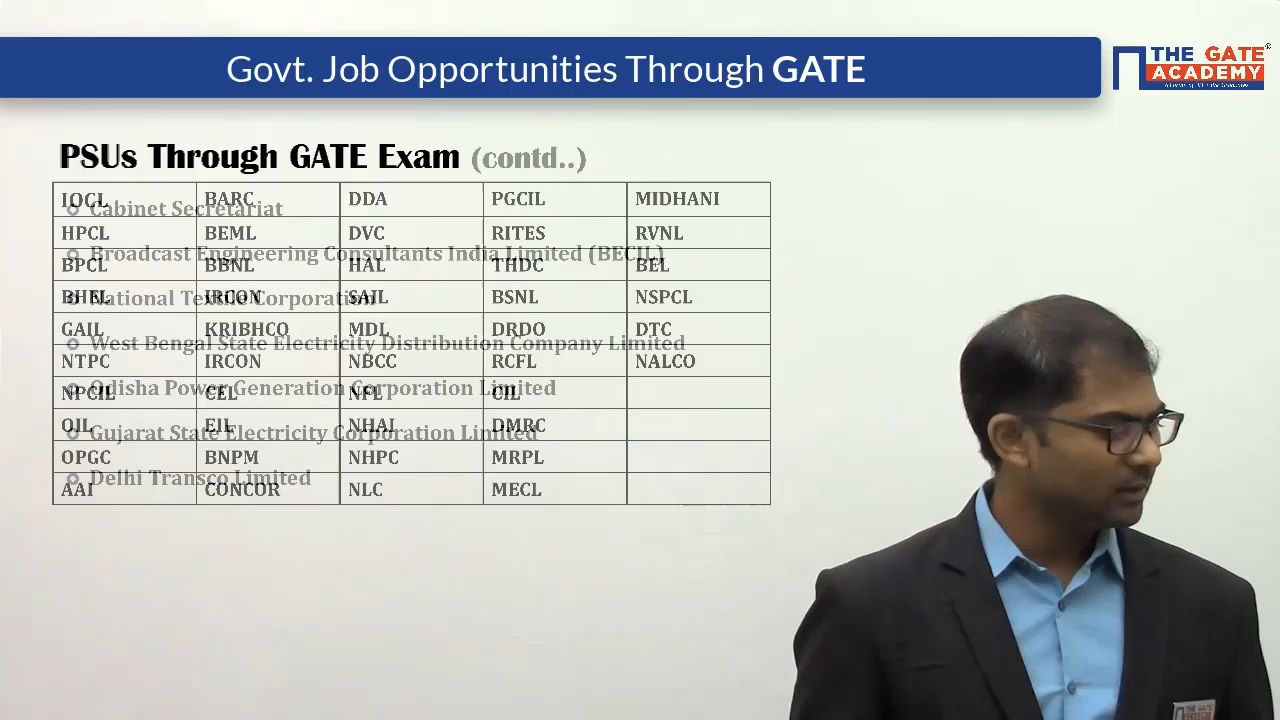 Govt. Job Opportunities Through GATE
THE GATE
ACADEMY
PSUs Through GATE Exam (contd..)
IOCL BARC DDA PGCIL MIDHANI
Cabinet Secretariat
HPCL BEML DVC RITES RVNL
Broadcast Engineering Consultants India Limited (BECIL)
BPCL BBNL HAL THDC BEL
BHEL IRCON SAIL BSNL NSPCL
National Textile Corporation
GAIL KRIBHCO MDL DRDO DTC
West Bengal State Electricity Distribution Company Limited
NTPC IRCON NBCC RCFL NALCO
Odisha Power Generation Corporation Limited
NPCIL CEL NFL CIL
OIL EIL NHAI DMRC
Gujarat State Electricity Corporation Limited
OPGC BNPM NHPC MRPL
Delhi Transco Limited
AAI CONCOR NLC MECL
THE GATE